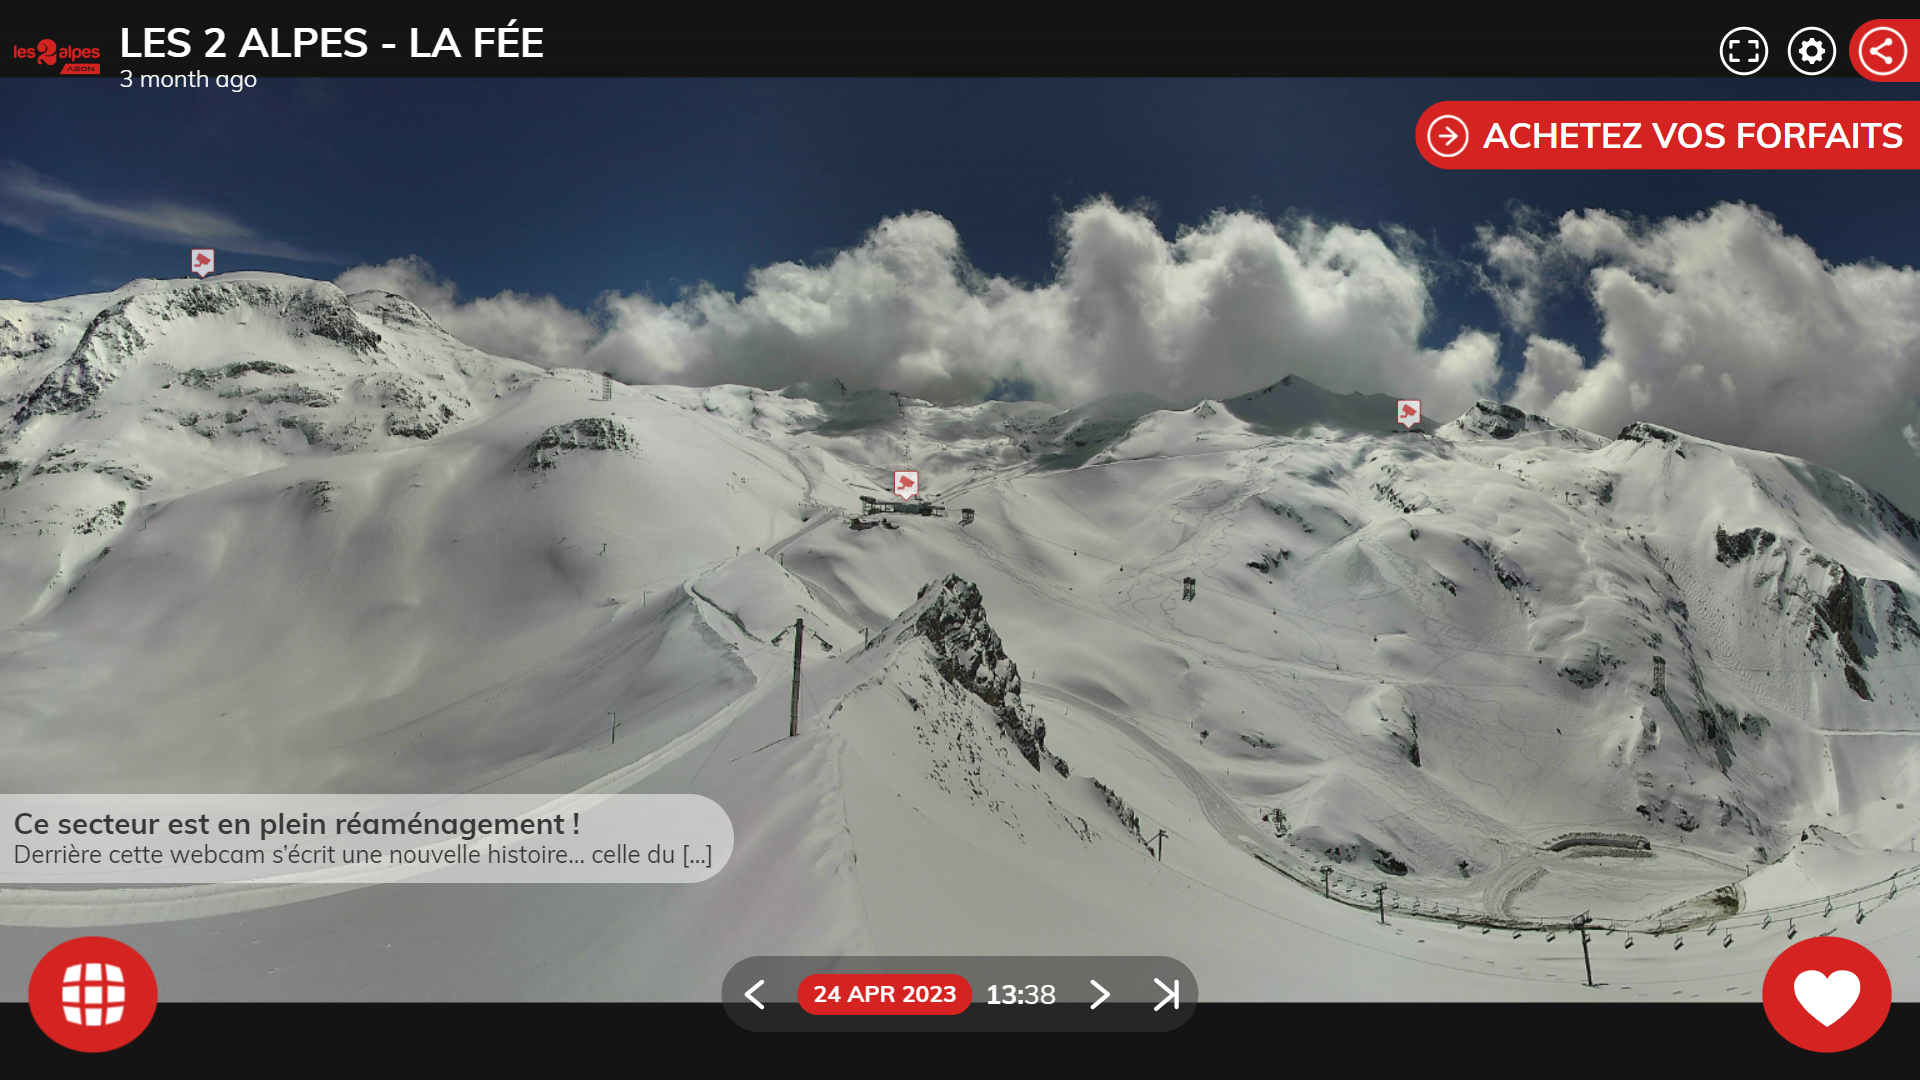 les2alpes
AEON
LES 2 ALPES - LA FÉE
3 month ago
ACHETEZ VOS FORFAITS
Ce secteur est en plein réaménagement !
Derrière cette webcam s'écrit une nouvelle histoire... celle du [...]
24 APR 2023 13:38